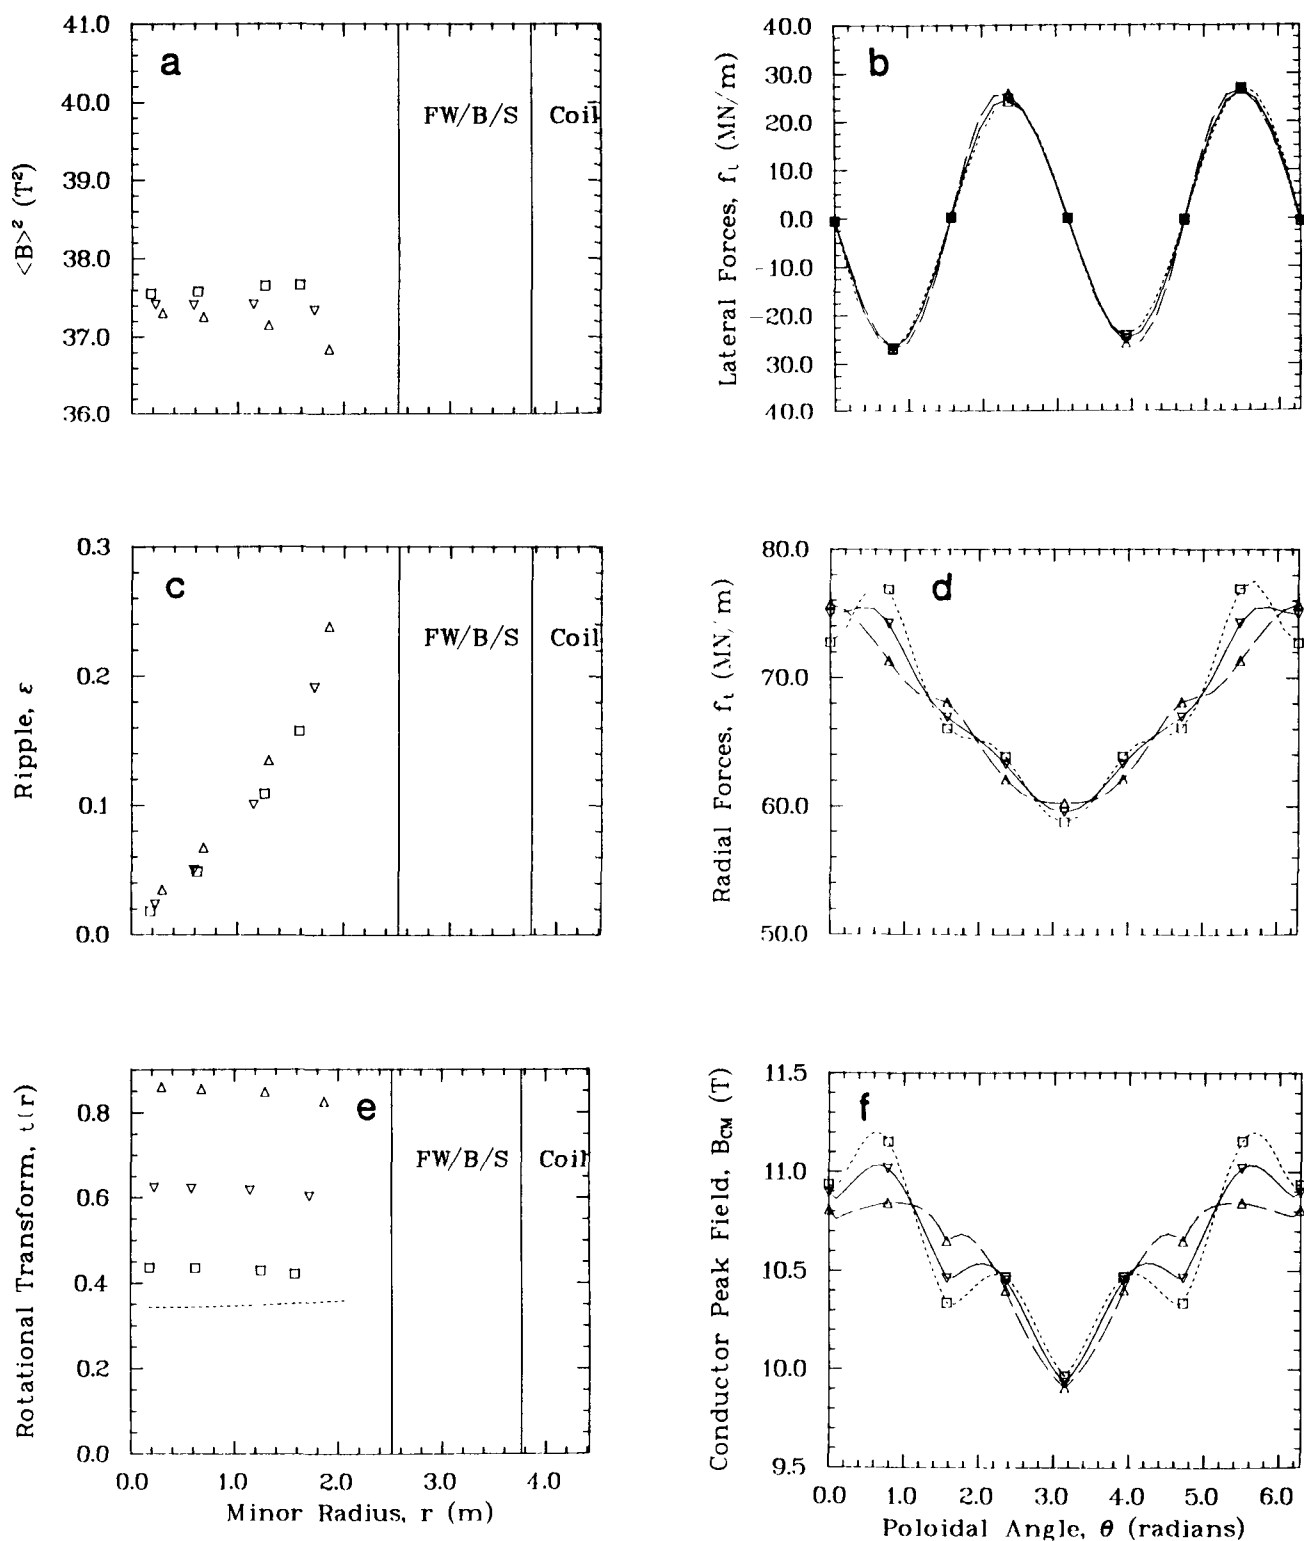 a
41.0
40.0
39.0
38.0
37.0
36.0
<B>² (T²)
FW/B/S
Coil
b
40.0
30.0
20.0
10.0
0.0
-10.0
-20.0
30.0
40.0
Lateral Forces, fι (MN/m)
c
0.3
0.2
0.1
0.0
Ripple, ε
FW/B/S
Coil
d
80.0
70.0
60.0
50.0
Radial Forces, fι (MN/m)
e
0.8
0.6
0.4
0.2
0.0
Rotational Transform, ι(r)
FW/B/S
Coil
0.0 1.0 2.0 3.0 4.0
Minor Radius, r (m)
f
11.5
11.0
10.5
10.0
9.5
Conductor Peak Field, BCM (T)
0.0 1.0 2.0 3.0 4.0 5.0 6.0
Poloidal Angle, θ (radians)